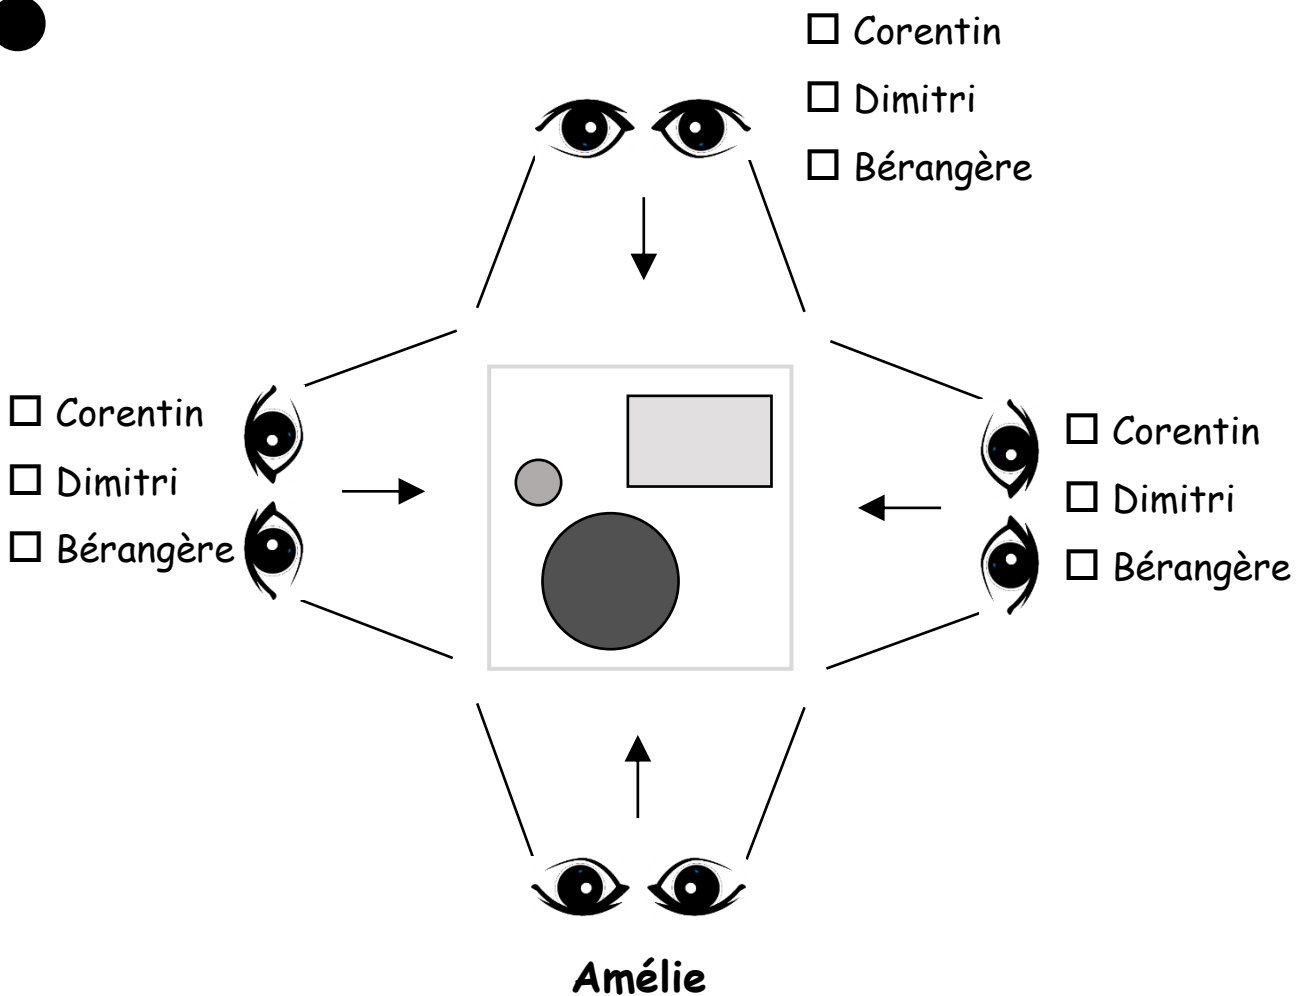 Corentin
Dimitri
Bérangère
Corentin
Dimitri
Bérangère
Corentin
Dimitri
Bérangère
Amélie